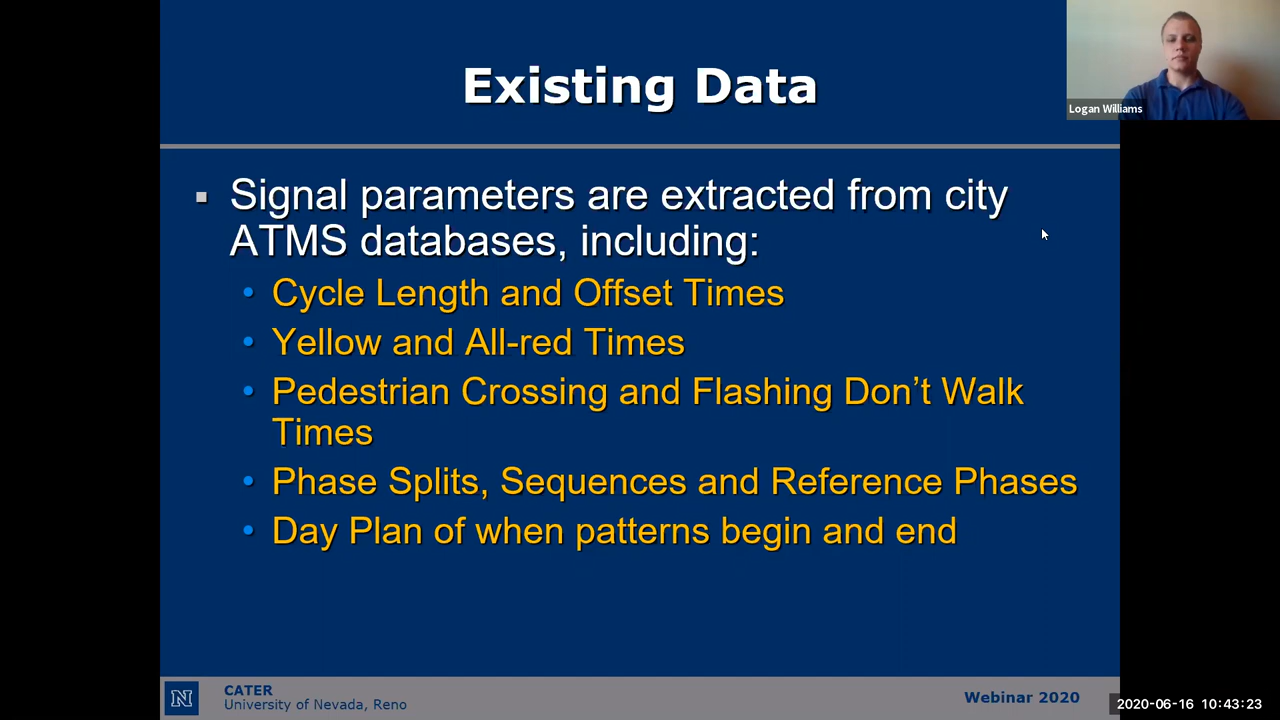 Existing Data
Logan Williams
Signal parameters are extracted from city
ATMS databases, including:
Cycle Length and Offset Times
Yellow and All-red Times
Pedestrian Crossing and Flashing Don’t Walk
Times
Phase Splits, Sequences and Reference Phases
Day Plan of when patterns begin and end
N
CATER
University of Nevada, Reno
Webinar 2020
2020-06-16 10:43:23